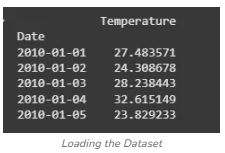 Temperature
Date
2010-01-01 27.483571
2010-01-02 24.308678
2010-01-03 28.238443
2010-01-04 32.615149
2010-01-05 23.829233
Loading the Dataset